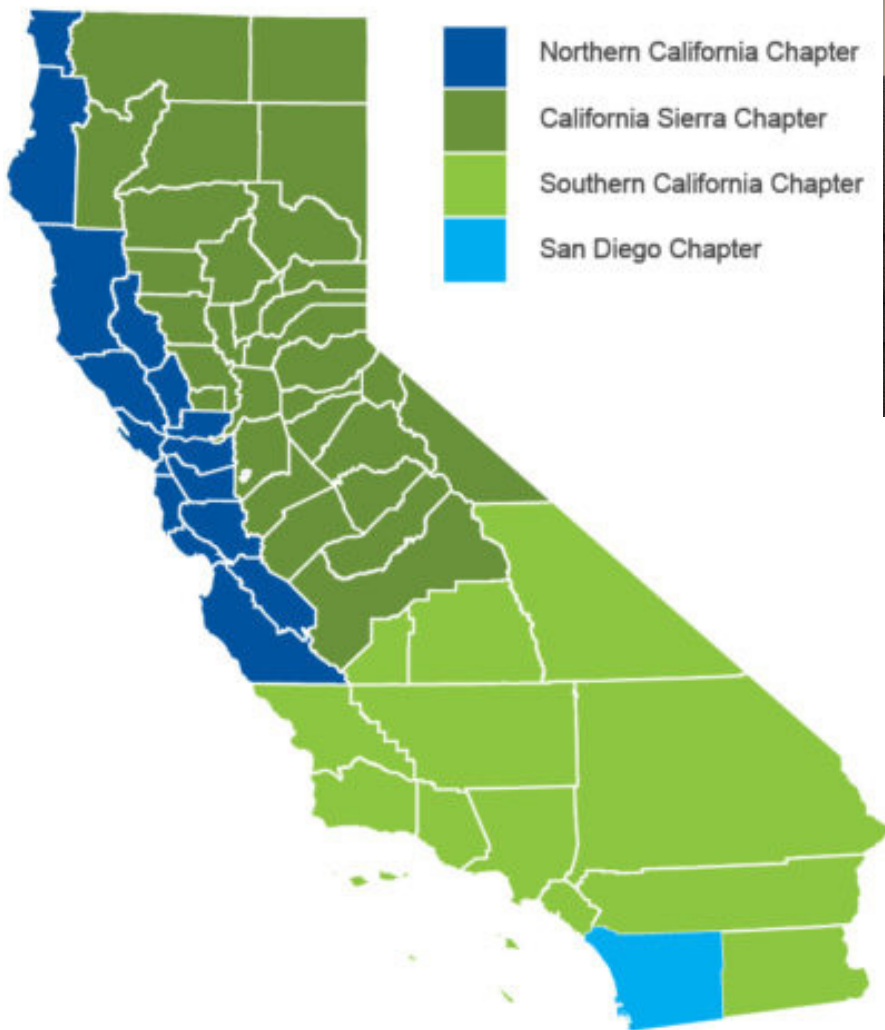 Northern California Chapter
California Sierra Chapter
Southern California Chapter
San Diego Chapter